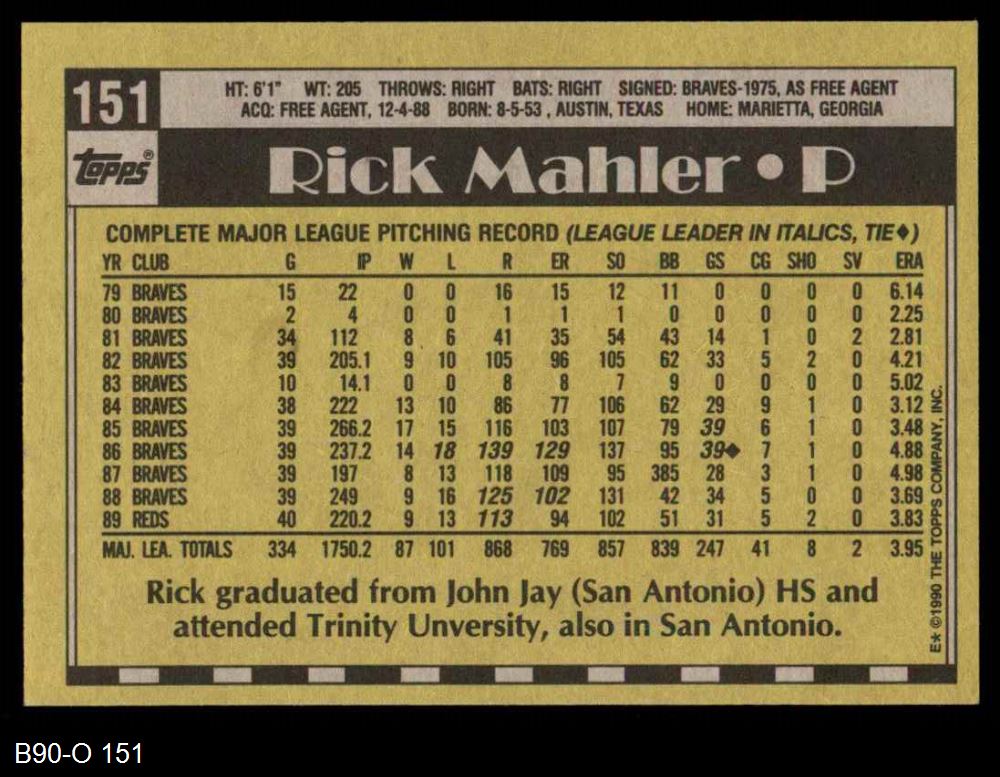 151
HT: 6'1" WT: 205 THROWS: RIGHT BATS: RIGHT SIGNED: BRAVES-1975, AS FREE AGENT
ACQ: FREE AGENT, 12-4-88 BORN: 8-5-53 , AUSTIN, TEXAS HOME: MARIETTA, GEORGIA
Topps®
Rick Mahler • P
COMPLETE MAJOR LEAGUE PITCHING RECORD (LEAGUE LEADER IN ITALICS, TIE♦)
YR CLUB G IP W L R ER SO BB GS CG SHO SV ERA
79 BRAVES 15 22 0 0 16 15 12 11 0 0 0 0 6.14
80 BRAVES 2 4 0 0 1 1 1 0 0 0 0 0 2.25
81 BRAVES 34 112 8 6 41 35 54 43 14 1 0 2 2.81
82 BRAVES 39 205.1 9 10 105 96 105 62 33 5 2 0 4.21
83 BRAVES 10 14.1 0 0 8 8 7 9 0 0 0 0 5.02
84 BRAVES 38 222 13 10 86 77 106 62 29 9 1 0 3.12
85 BRAVES 39 266.2 17 15 116 103 107 79 39 6 1 0 3.48
86 BRAVES 39 237.2 14 18 139 129 137 95 39♦ 7 1 0 4.88
87 BRAVES 39 197 8 13 118 109 95 385 28 3 1 0 4.98
88 BRAVES 39 249 9 16 125 102 131 42 34 5 0 0 3.69
89 REDS 40 220.2 9 13 113 94 102 51 31 5 2 0 3.83
MAJ. LEA. TOTALS 334 1750.2 87 101 868 769 857 839 247 41 8 2 3.95
Rick graduated from John Jay (San Antonio) HS and
attended Trinity Unversity, also in San Antonio.
E* ©1990 THE TOPPS COMPANY, INC.
B90-O 151